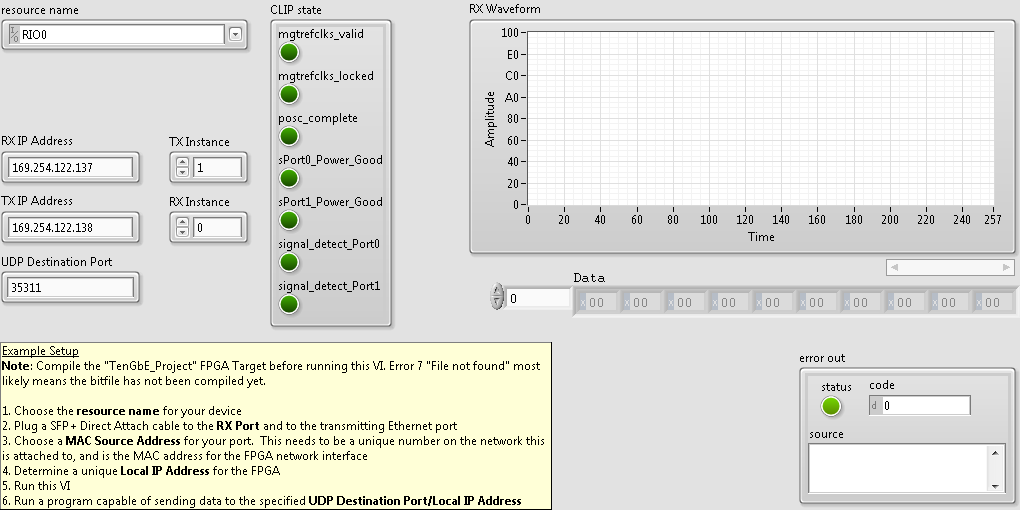 resource name
RIO0
RX IP Address
169.254.122.137
TX Instance
1
TX IP Address
169.254.122.138
RX Instance
0
UDP Destination Port
35311
CLIP state
mgtrefclks_valid
mgtrefclks_locked
posc_complete
sPort0_Power_Good
sPort1_Power_Good
signal_detect_Port0
signal_detect_Port1
RX Waveform
100
E0
C0
A0
80
60
40
20
0
Amplitude
0 20 40 60 80 100 120 140 160 180 200 220 240 257
Time
Data
0
x 00 x 00 x 00 x 00 x 00 x 00 x 00 x 00 x 00 x 00
Example Setup
Note: Compile the "TenGbE_Project" FPGA Target before running this VI. Error 7 "File not found" most
likely means the bitfile has not been compiled yet.
1. Choose the resource name for your device
2. Plug a SFP+ Direct Attach cable to the RX Port and to the transmitting Ethernet port
3. Choose a MAC Source Address for your port.  This needs to be a unique number on the network this
is attached to, and is the MAC address for the FPGA network interface
4. Determine a unique Local IP Address for the FPGA
5. Run this VI
6. Run a program capable of sending data to the specified UDP Destination Port/Local IP Address
error out
status
code
d 0
source